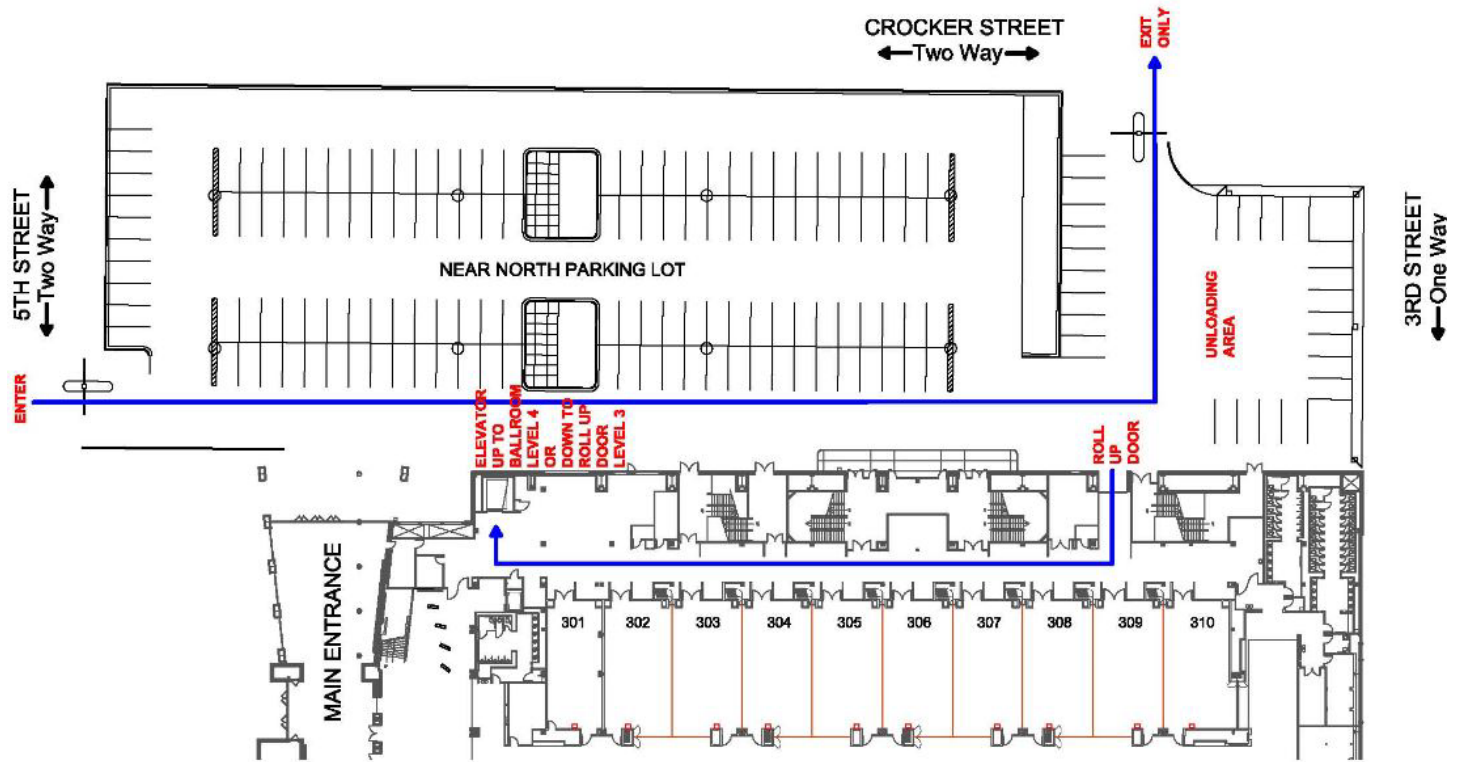 CROCKER STREET
Two Way
EXIT
ONLY
5TH STREET
Two Way
NEAR NORTH PARKING LOT
3RD STREET
One Way
UNLOADING
AREA
ENTER
ELEVATOR
UP TO
BALLROOM
LEVEL 4
OR
DOWN TO
ROLL UP
DOOR
LEVEL 3
ROLL
UP
DOOR
MAIN ENTRANCE
301
302
303
304
305
306
307
308
309
310